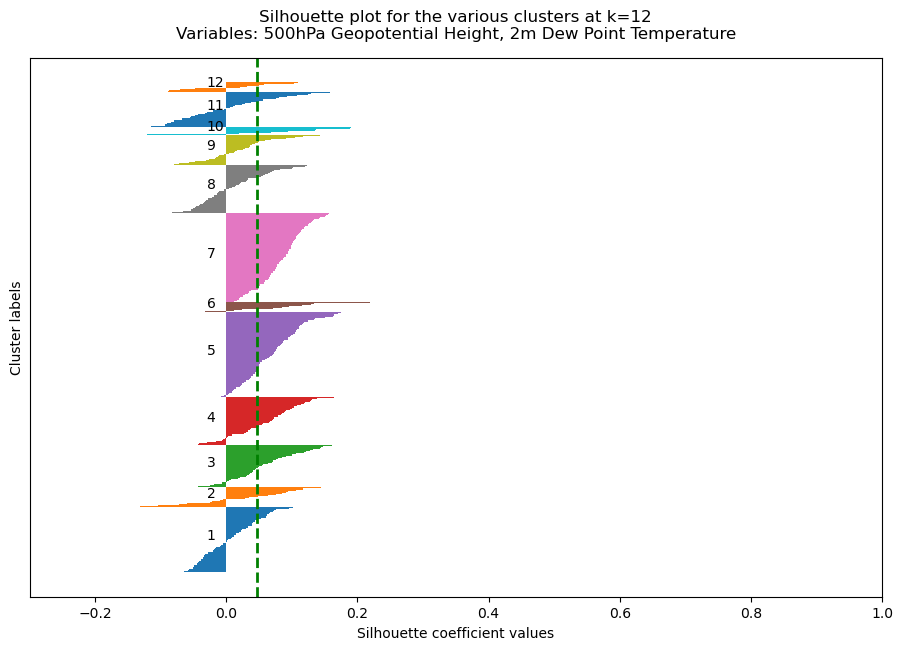 Silhouette plot for the various clusters at k=12
Variables: 500hPa Geopotential Height, 2m Dew Point Temperature
12
11
10
9
8
7
6
5
4
3
2
1
Cluster labels
−0.2 0.0 0.2 0.4 0.6 0.8 1.0
Silhouette coefficient values